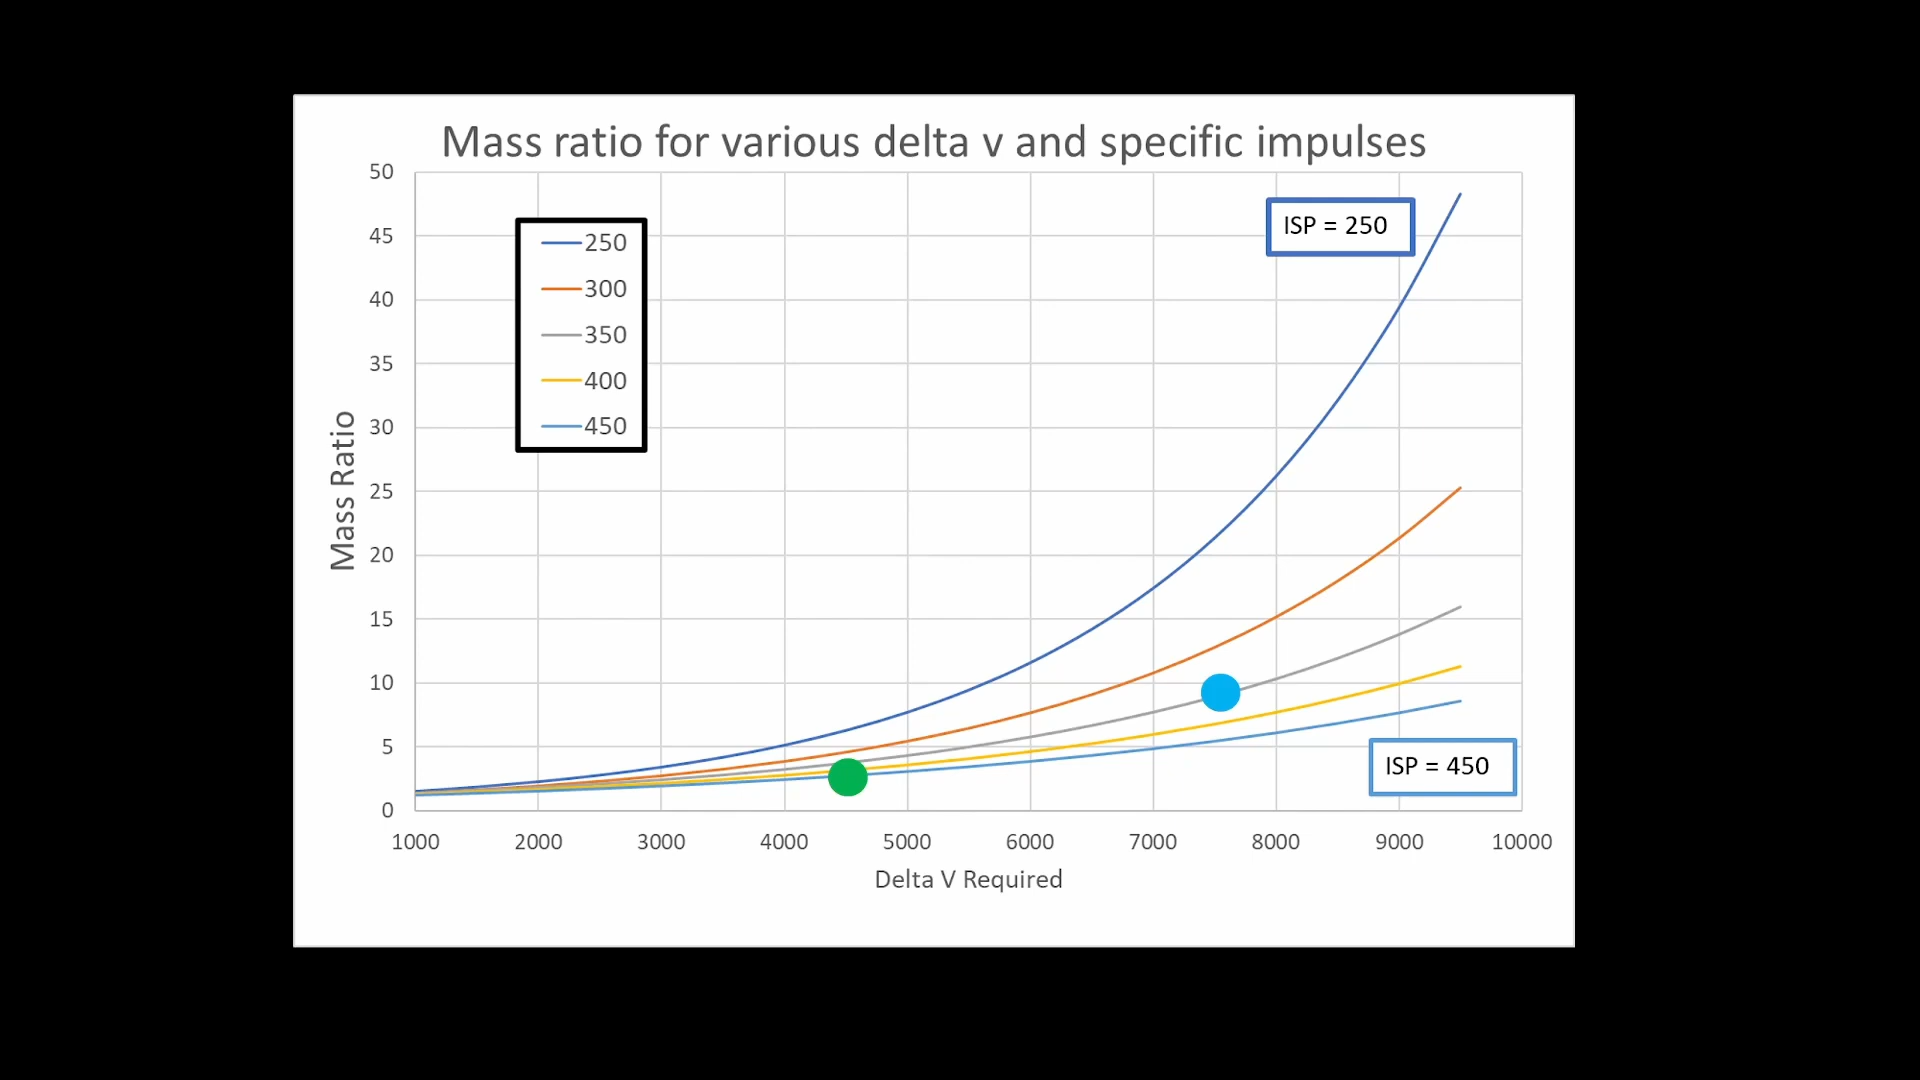 Mass ratio for various delta v and specific impulses
50
45
40
35
30
25
20
15
10
5
0
Mass Ratio
250
300
350
400
450
ISP = 250
ISP = 450
1000 2000 3000 4000 5000 6000 7000 8000 9000 10000
Delta V Required